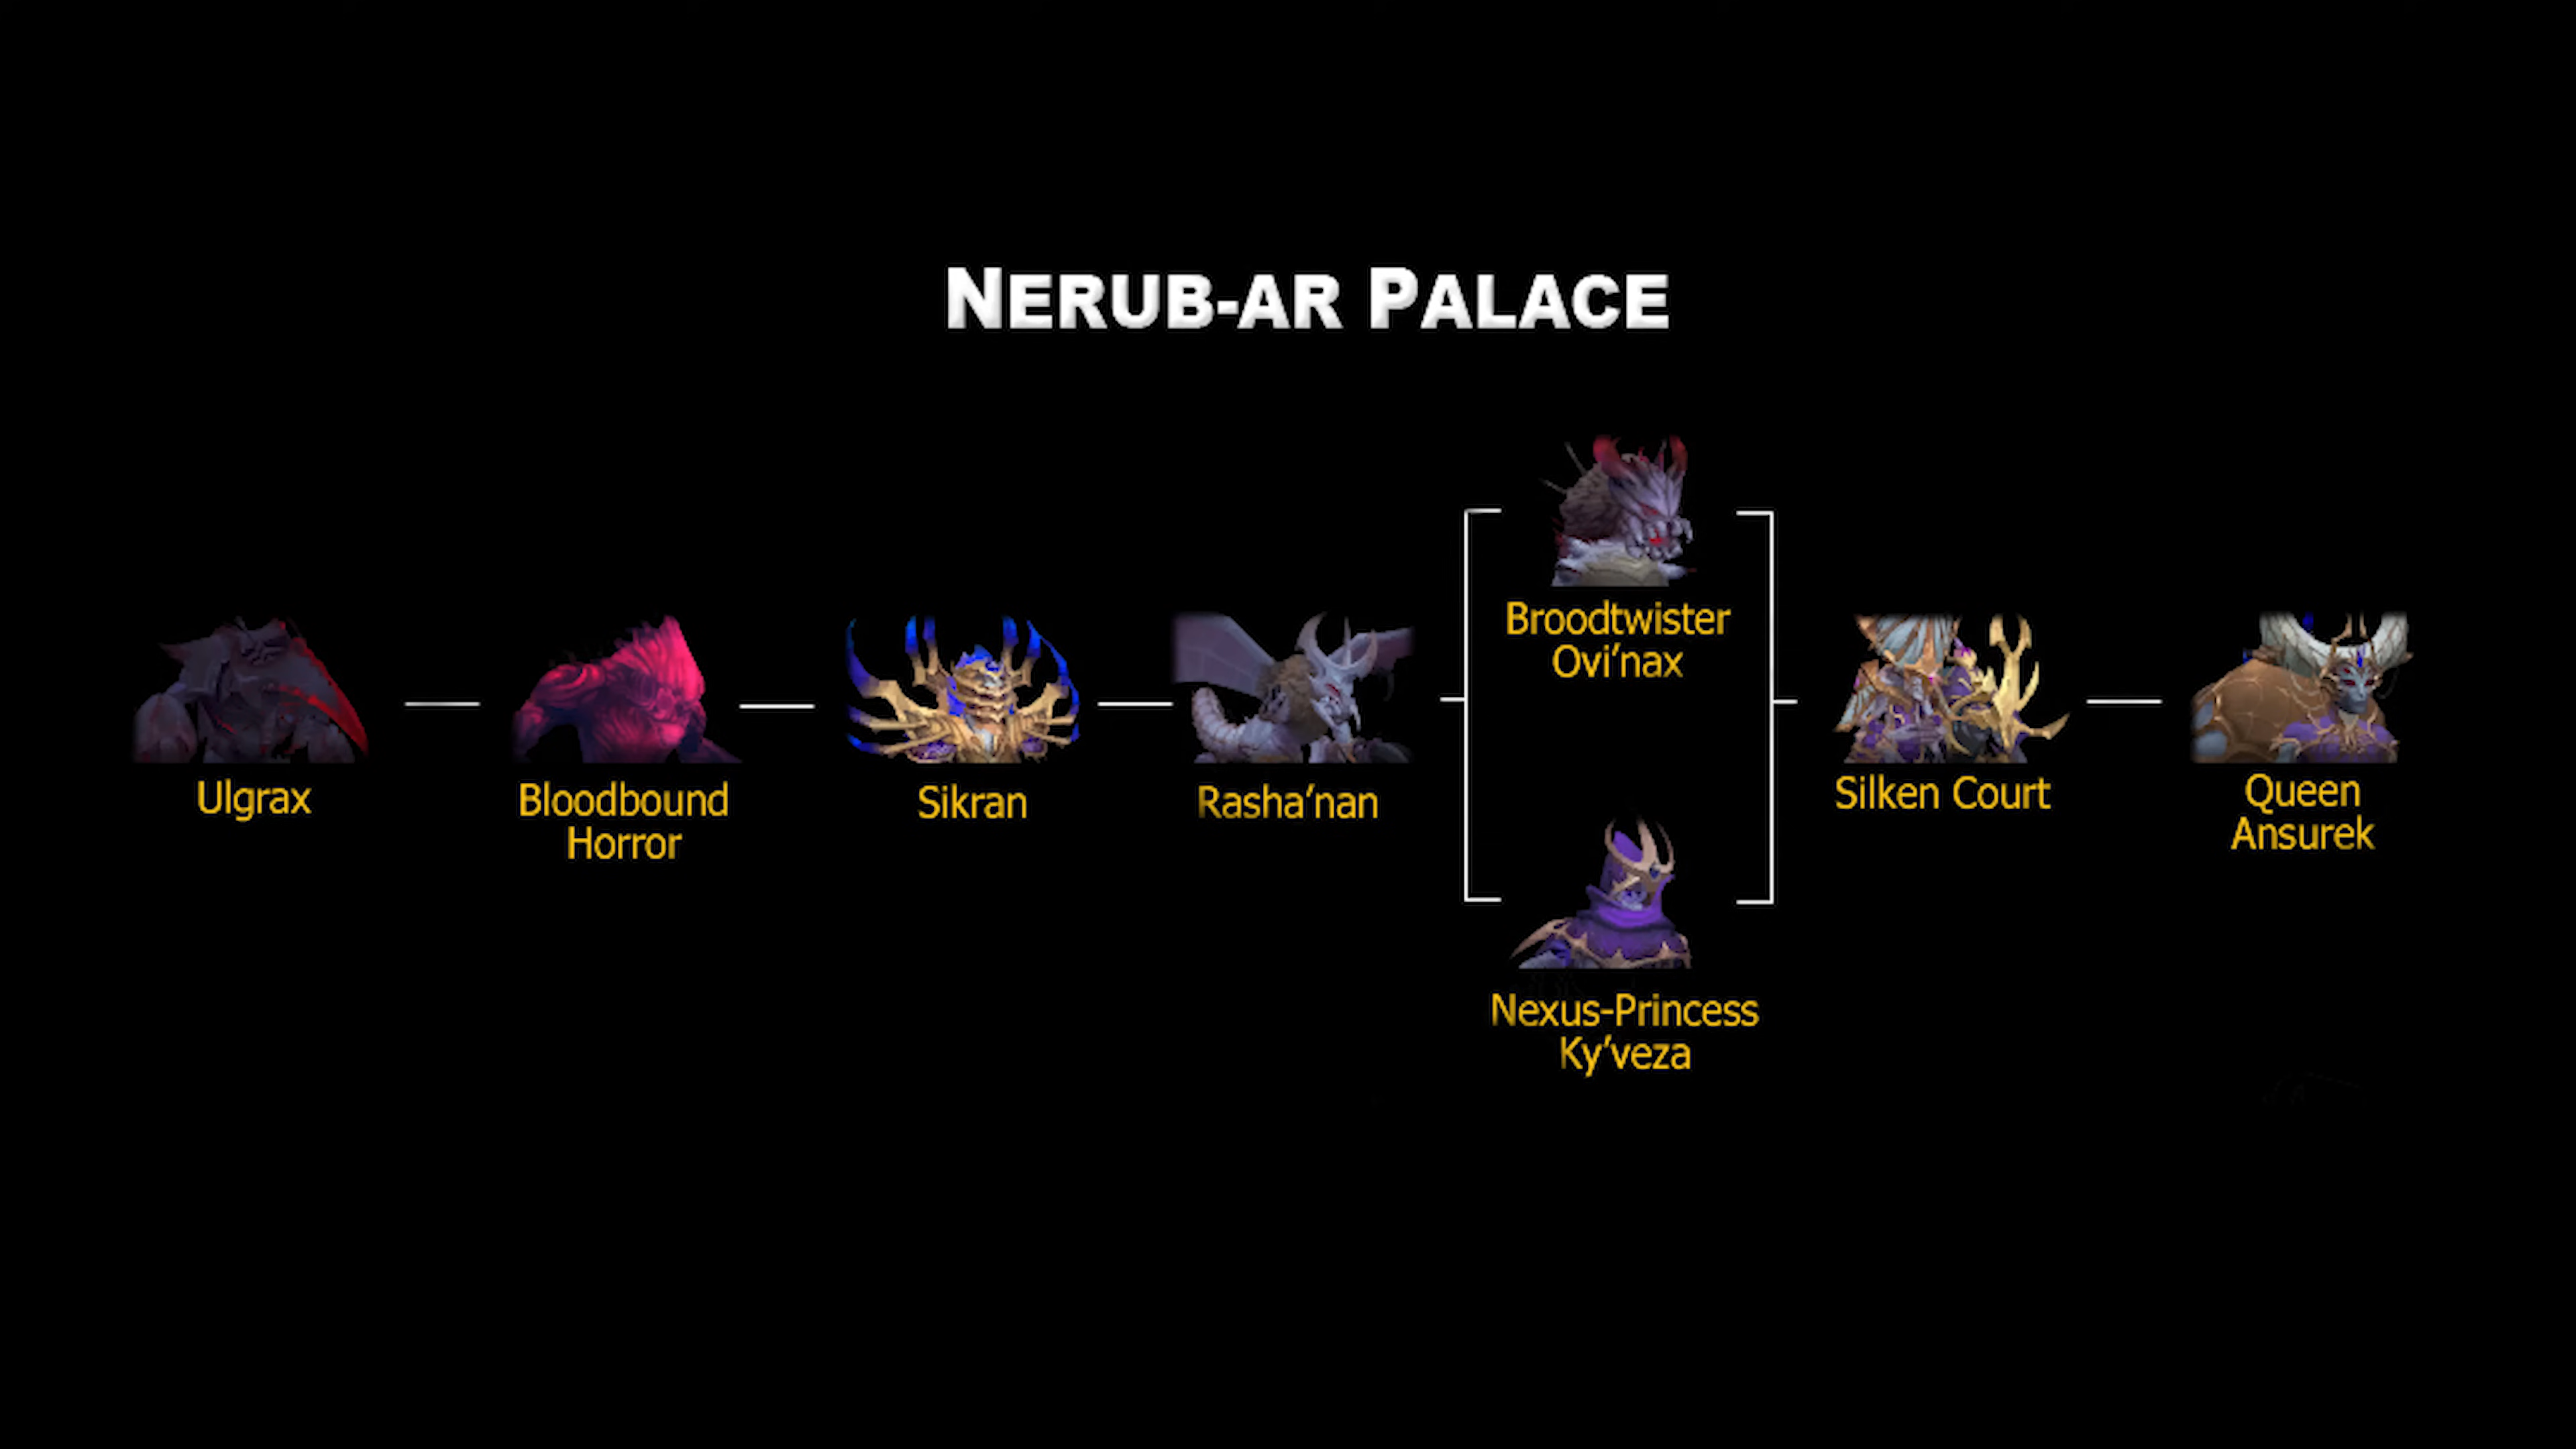 NERUB-AR PALACE
Ulgrax
Bloodbound
Horror
Sikran
Rasha'nan
Broodtwister
Ovi'nax
Nexus-Princess
Ky'veza
Silken Court
Queen
Ansurek